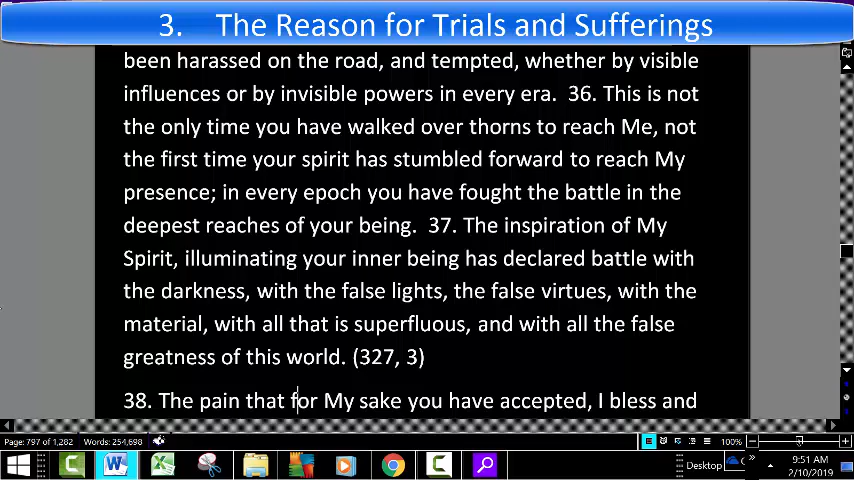 3. The Reason for Trials and Sufferings
been harassed on the road, and tempted, whether by visible
influences or by invisible powers in every era. 36. This is not
the only time you have walked over thorns to reach Me, not
the first time your spirit has stumbled forward to reach My
presence; in every epoch you have fought the battle in the
deepest reaches of your being. 37. The inspiration of My
Spirit, illuminating your inner being has declared battle with
the darkness, with the false lights, the false virtues, with the
material, with all that is superfluous, and with all the false
greatness of this world. (327, 3)
38. The pain that for My sake you have accepted, I bless and
Page: 797 of 1,282 Words: 254,698 100%
Desktop 9:51 AM
2/10/2019